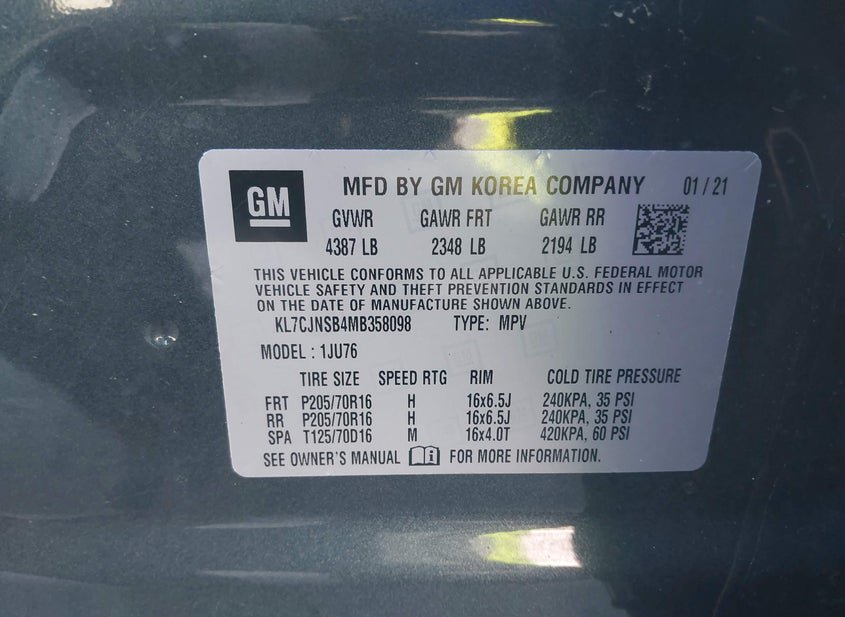 GM MFD BY GM KOREA COMPANY 01/21
GVWR GAWR FRT GAWR RR
4387 LB 2348 LB 2194 LB
THIS VEHICLE CONFORMS TO ALL APPLICABLE U.S. FEDERAL MOTOR
VEHICLE SAFETY AND THEFT PREVENTION STANDARDS IN EFFECT
ON THE DATE OF MANUFACTURE SHOWN ABOVE.
KL7CJNSB4MB358098 TYPE: MPV
MODEL : 1JU76
TIRE SIZE SPEED RTG RIM COLD TIRE PRESSURE
FRT P205/70R16 H 16x6.5J 240KPA, 35 PSI
RR P205/70R16 H 16x6.5J 240KPA, 35 PSI
SPA T125/70D16 M 16x4.0T 420KPA, 60 PSI
SEE OWNER'S MANUAL FOR MORE INFORMATION.